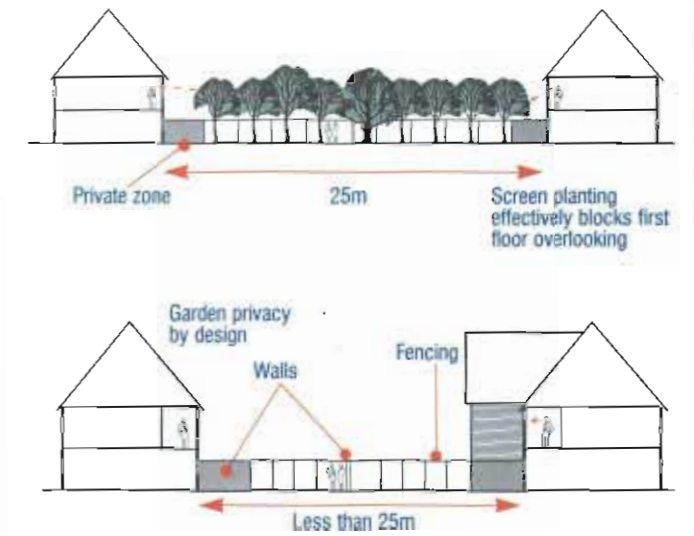 Private zone
25m
Screen planting
effectively blocks first
floor overlooking
Garden privacy
by design
Walls
Fencing
Less than 25m